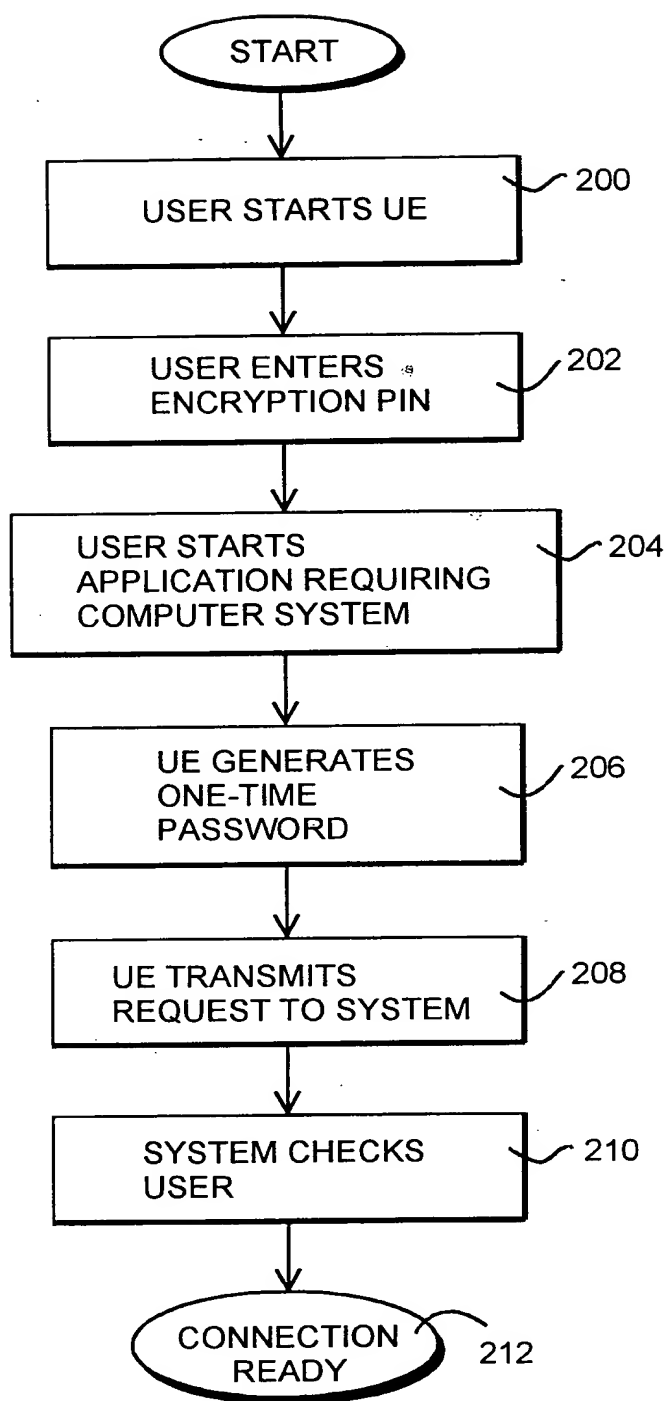 START
USER STARTS UE
200
USER ENTERS
ENCRYPTION PIN
202
USER STARTS
APPLICATION REQUIRING
COMPUTER SYSTEM
204
UE GENERATES
ONE-TIME
PASSWORD
206
UE TRANSMITS
REQUEST TO SYSTEM
208
SYSTEM CHECKS
USER
210
CONNECTION
READY
212